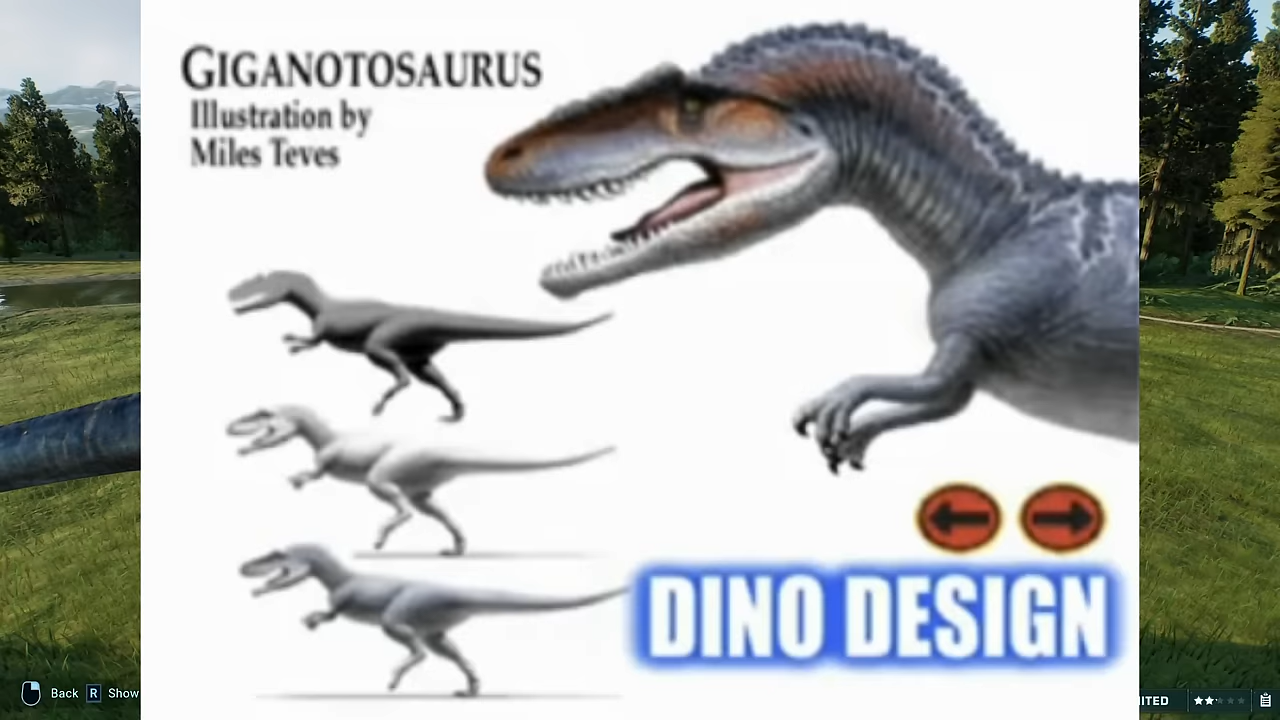 GIGANOTOSAURUS
Illustration by
Miles Teves
DINO DESIGN
Back R Show
ITED